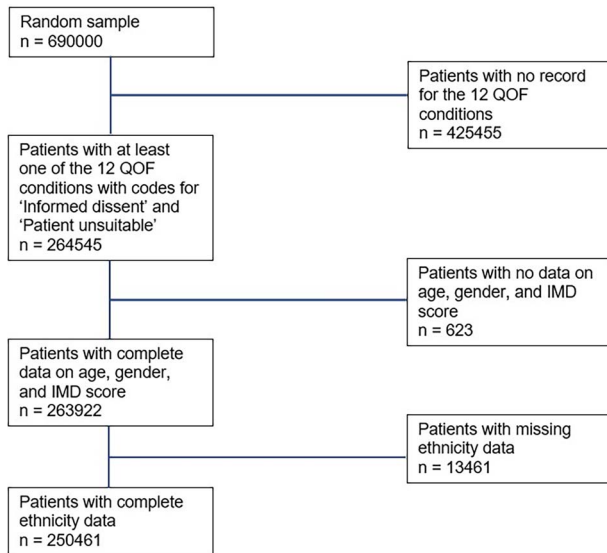 Random sample
n = 690000
Patients with no record
for the 12 QOF
conditions
n = 425455
Patients with at least
one of the 12 QOF
conditions with codes for
‘Informed dissent’ and
‘Patient unsuitable’
n = 264545
Patients with no data on
age, gender, and IMD
score
n = 623
Patients with complete
data on age, gender,
and IMD score
n = 263922
Patients with missing
ethnicity data
n = 13461
Patients with complete
ethnicity data
n = 250461